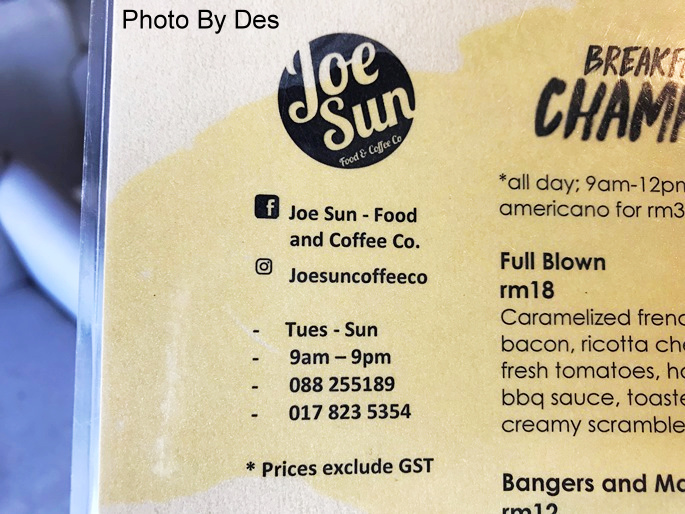 Photo By Des
Joe
Sun
Food & Coffee Co
Joe Sun - Food
and Coffee Co.
Joesuncoffeeco
- Tues - Sun
- 9am – 9pm
- 088 255189
- 017 823 5354
* Prices exclude GST
*all day; 9am-12pm
americano for rm3
Full Blown
rm18
Caramelized
bacon, ricotta
fresh tomatoes,
bbq sauce,
creamy
Bangers and
rm12